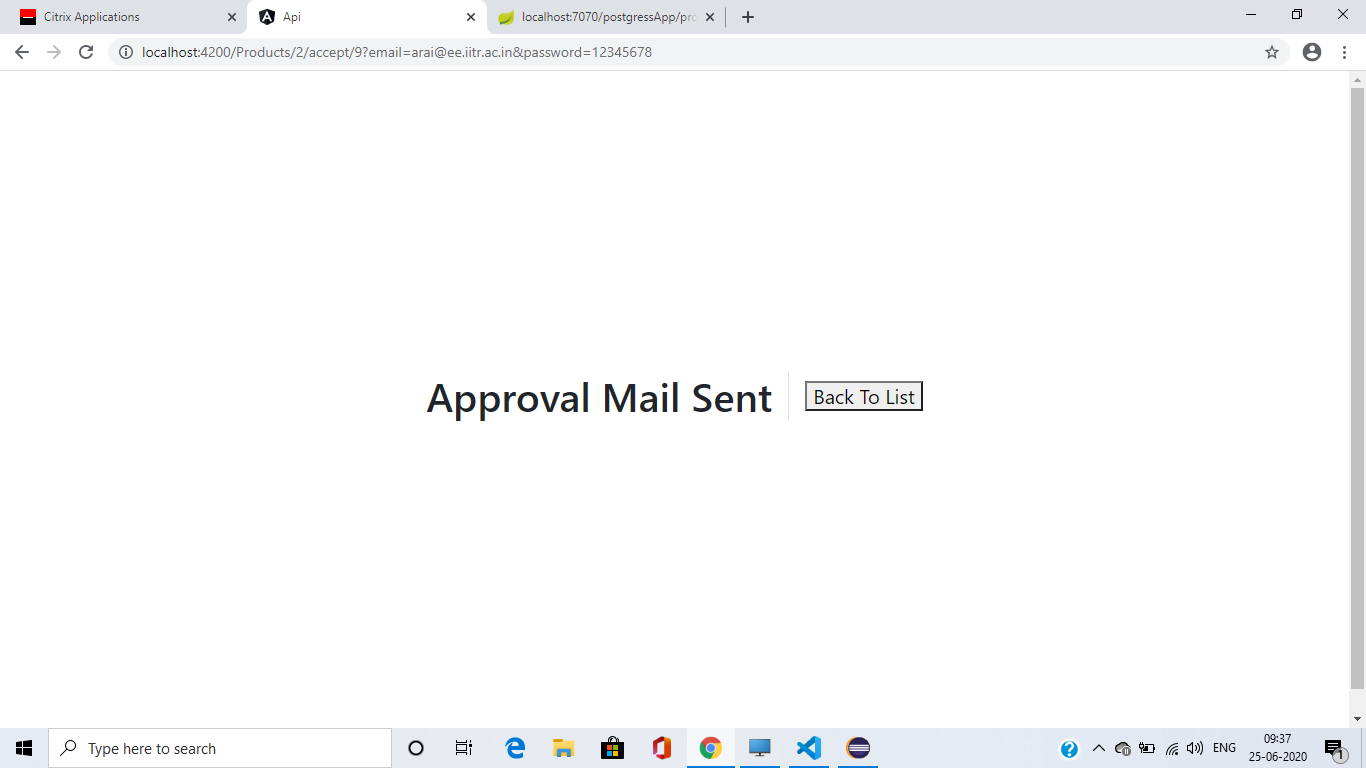 Citrix Applications
Api
localhost:7070/postgressApp/pro
localhost:4200/Products/2/accept/9?email=arai@ee.iitr.ac.in&password=12345678
Approval Mail Sent
Back To List
Type here to search
ENG
09:37
25-06-2020
1